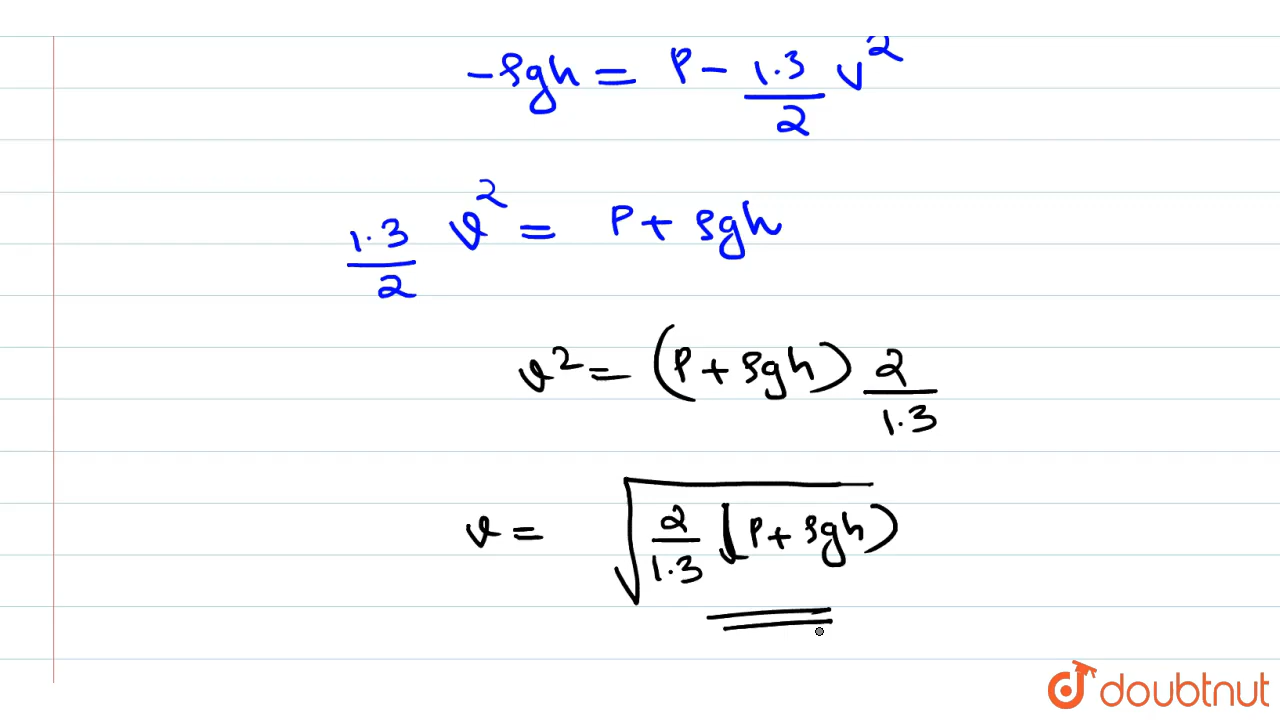 -ρgh = P - 1.3/2 v²
1.3/2 v² = P + ρgh
v² = (P + ρgh) 2/1.3
v = √(2/1.3 (P + ρgh))
doubtnut